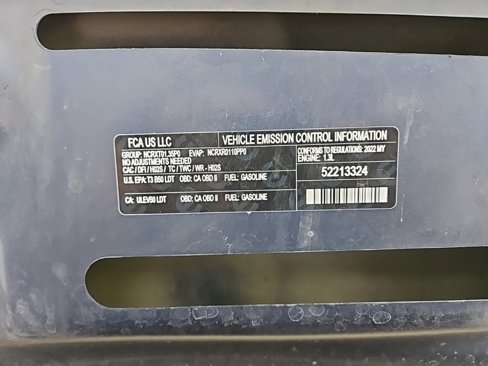 FCA US LLC VEHICLE EMISSION CONTROL INFORMATION
GROUP: NCRXT01.35P0 EVAP: NCRXR0110PP0
NO ADJUSTMENTS NEEDED
CAC / DFI / HO2S / TC / TWC / WR - HO2S
CONFORMS TO REGULATIONS: 2022 MY
ENGINE: 1.3L
U.S. EPA: T3 B50 LDT OBD: CA OBD II FUEL: GASOLINE
52213324
CA: ULEV50 LDT OBD: CA OBD II FUEL: GASOLINE